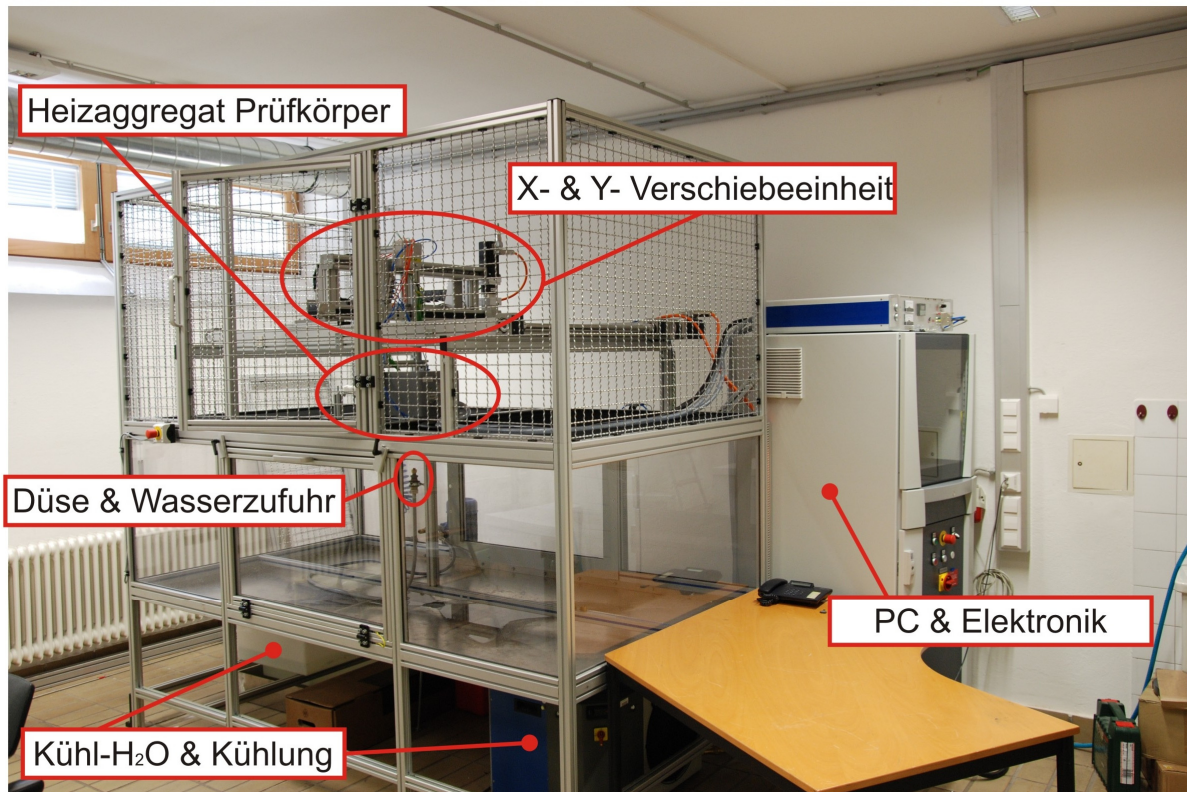 Heizaggregat Prüfkörper
X- & Y- Verschiebeeinheit
Düse & Wasserzufuhr
PC & Elektronik
Kühl-H₂O & Kühlung